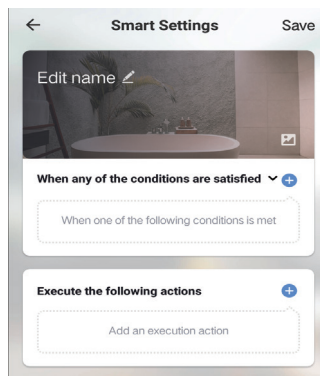 Smart Settings
Save
Edit name
When any of the conditions are satisfied
When one of the following conditions is met
Execute the following actions
Add an execution action